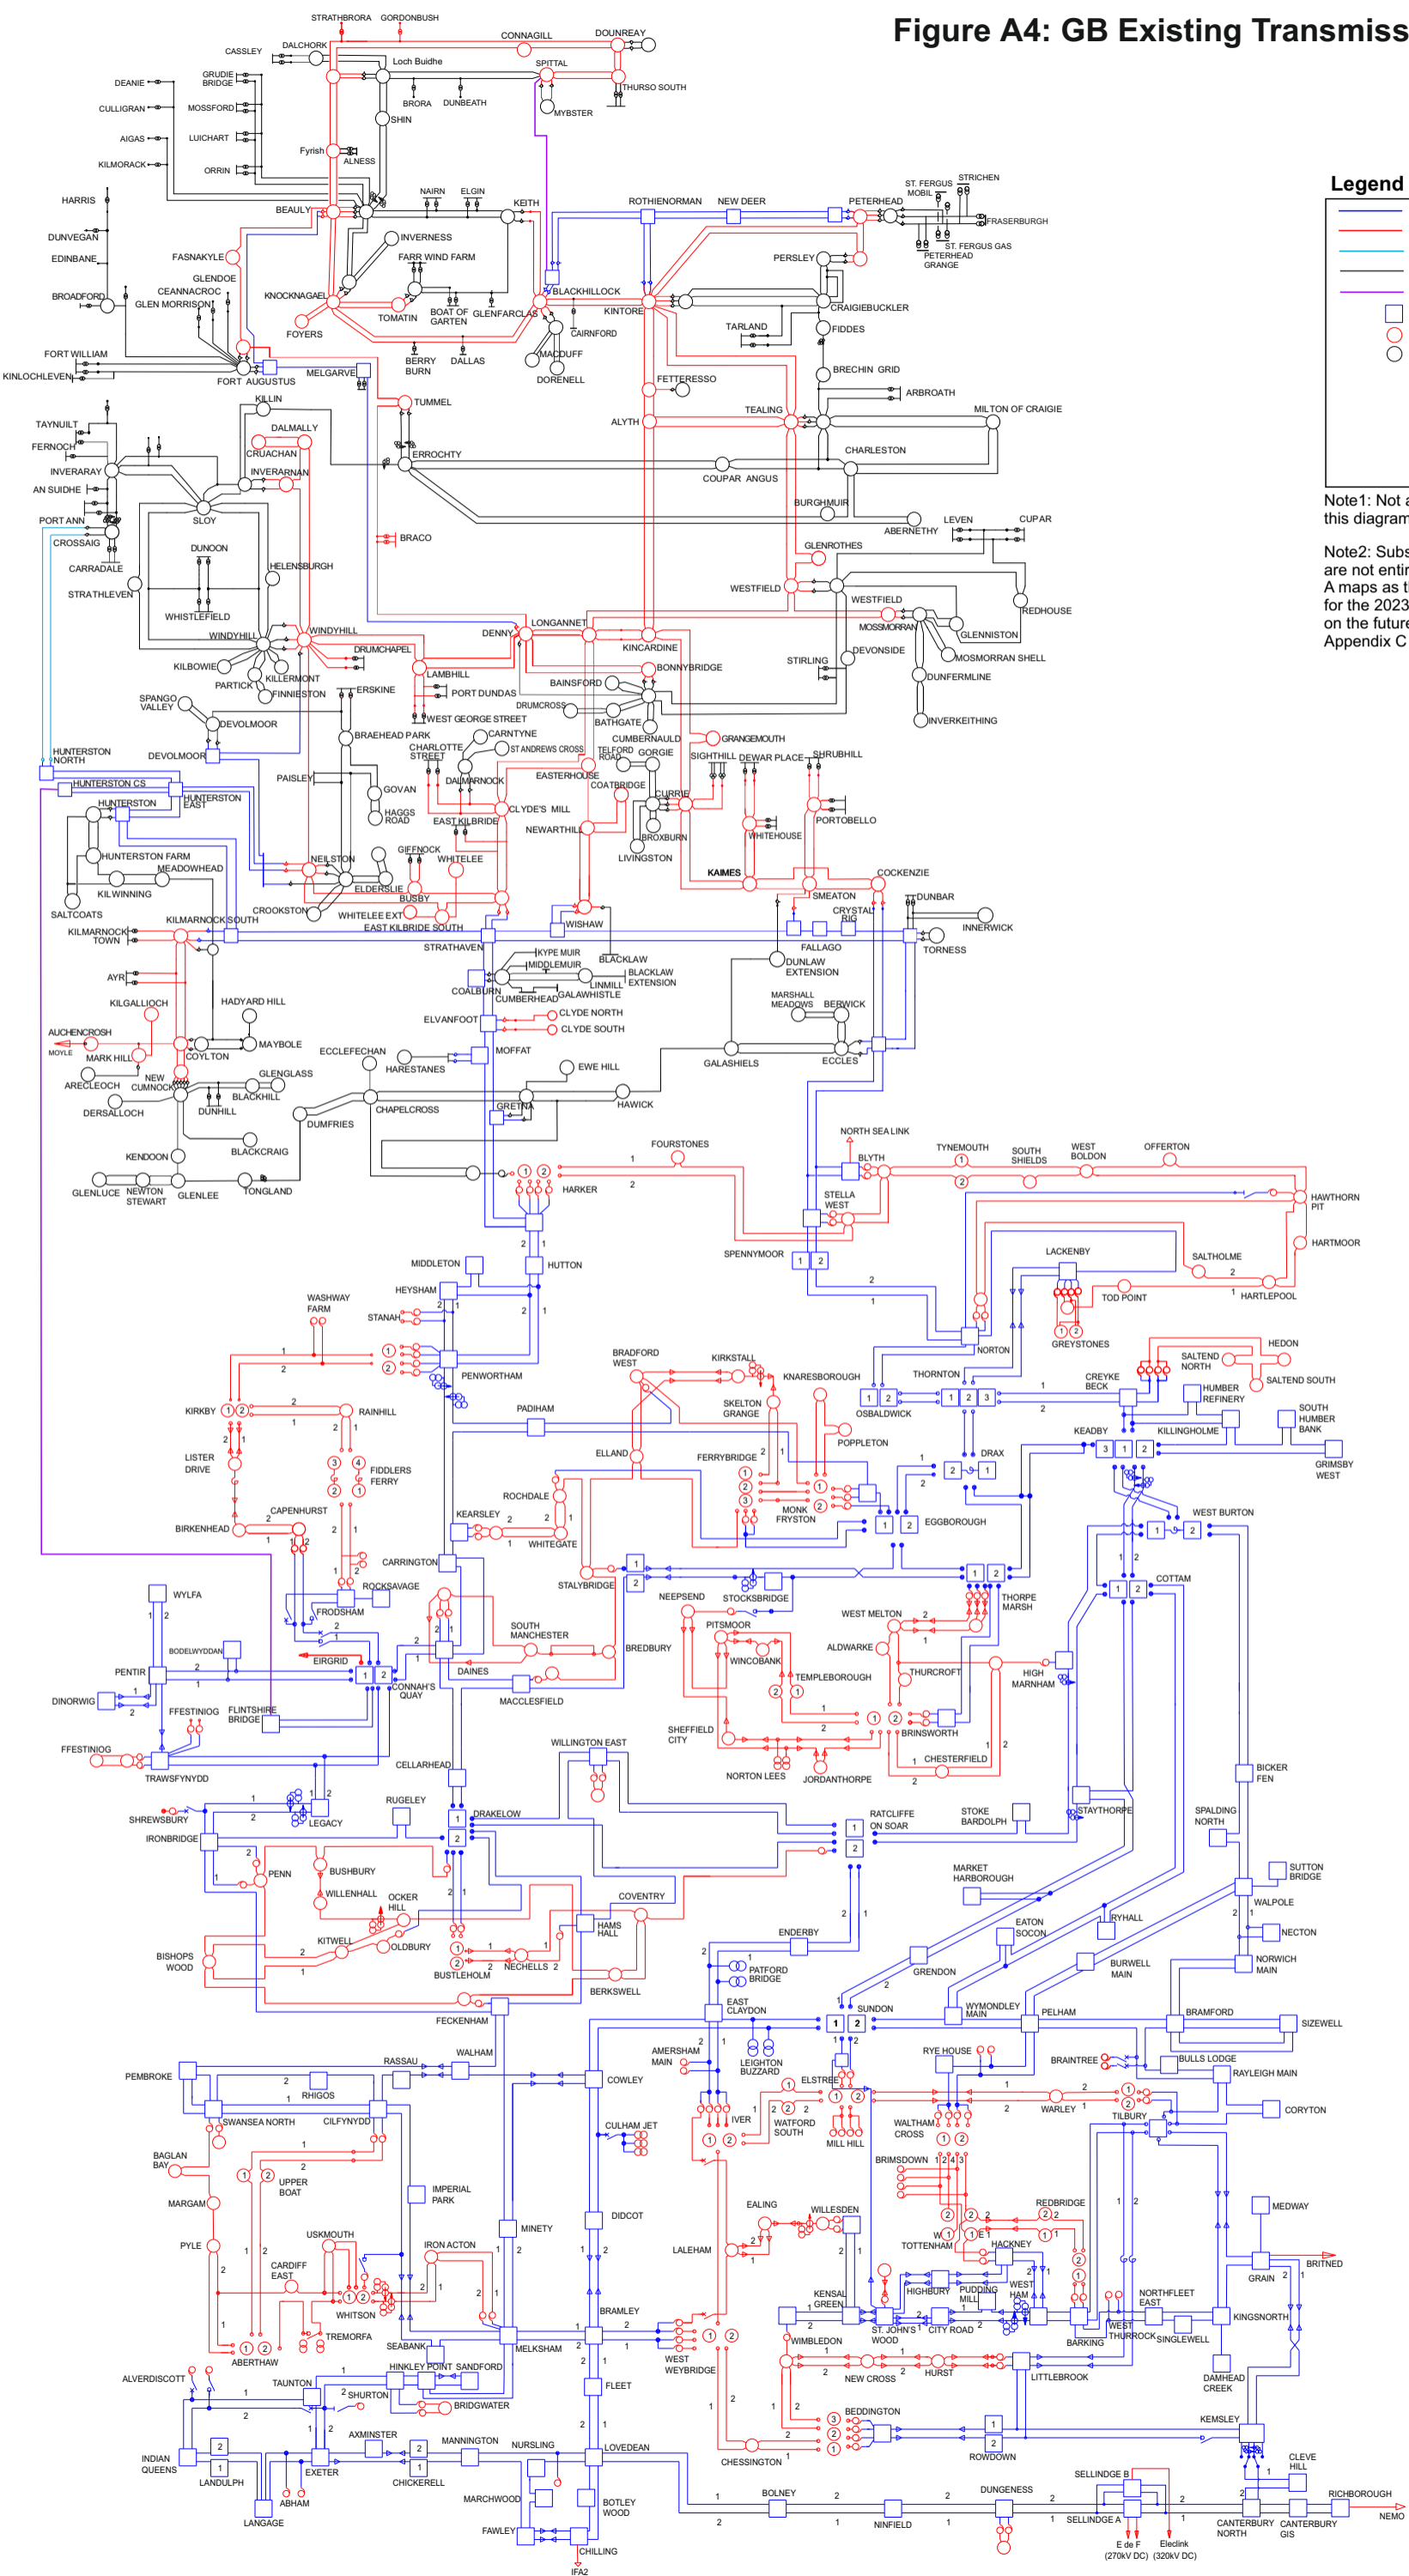 Figure A4: GB Existing Transmiss
STRATHBRORA
GORDONBUSH
CONNAGILL
DOUNREAY
CASSLEY
DALCHORK
Loch Buidhe
SPITTAL
DEANIE
GRUDIE
BRIDGE
THURSO SOUTH
CULLIGRAN
MOSSFORD
BRORA
DUNBEATH
MYBSTER
SHIN
AIGAS
LUICHART
Fyrish
ALNESS
KILMORACK
ORRIN
Legend
HARRIS
NAIRN
ELGIN
KEITH
BEAULY
ROTHIENORMAN
NEW DEER
PETERHEAD
ST. FERGUS
MOBIL
STRICHEN
FRASERBURGH
DUNVEGAN
INVERNESS
ST. FERGUS GAS
PETERHEAD
GRANGE
EDINBANE
FASNAKYLE
FARR WIND FARM
PERSLEY
GLENDOE
CEANNACROC
GLEN MORRISON
BROADFORD
KNOCKNAGAEL
BLACKHILLOCK
KINTORE
CRAIGIEBUCKLER
FOYERS
TOMATIN
BOAT OF
GARTEN
GLENFARCLAS
CAIRNFORD
TARLAND
FIDDES
FORT WILLIAM
KINLOCHLEVEN
FORT AUGUSTUS
MELGARVE
BERRY
BURN
DALLAS
MACDUFF
DORENELL
BRECHIN GRID
FETTERESSO
ARBROATH
KILLIN
TUMMEL
TEALING
ALYTH
MILTON OF CRAIGIE
TAYNUILT
DALMALLY
FERNOCH
CRUACHAN
INVERARAY
INVERARNAN
ERROCHTY
COUPAR ANGUS
CHARLESTON
AN SUIDHE
SLOY
BURGHMUIR
ABERNETHY
LEVEN
CUPAR
PORT ANN
CROSSAIG
CARRADALE
BRACO
DUNOON
HELENSBURGH
GLENROTHES
STRATHLEVEN
WHISTLEFIELD
WESTFIELD
WESTFIELD
REDHOUSE
Note1: Not a
this diagram
Note2: Subs
are not entir
A maps as th
for the 2023
on the future
Appendix C
WINDYHILL
WINDYHILL
DENNY
LONGANNET
KINCARDINE
MOSSMORRAN
GLENNISTON
KILBOWIE
PARTICK
KILLERMONT
FINNIESTON
DRUMCHAPEL
LAMBHILL
BONNYBRIDGE
DEVONSIDE
STIRLING
MOSMORRAN SHELL
DUNFERMLINE
INVERKEITHING
SPANGO
VALLEY
ERSKINE
PORT DUNDAS
BAINSFORD
DRUMCROSS
BATHGATE
DEVOLMOOR
WEST GEORGE STREET
CUMBERNAULD
GRANGEMOUTH
DEVOLMOOR
BRAEHEAD PARK
CHARLOTTE
STREET
CARNTYNE
ST ANDREWS CROSS
TELFORD
ROAD
GORGIE
SIGHTHILL
DEWAR PLACE
SHRUBHILL
HUNTERSTON
NORTH
PAISLEY
DALMARNOCK
EASTERHOUSE
COATBRIDGE
CURRIE
HUNTERSTON CS
HUNTERSTON
EAST
HUNTERSTON
GOVAN
HAGGS
ROAD
CLYDE'S MILL
EAST KILBRIDE
NEWARTHILL
BROXBURN
LIVINGSTON
WHITEHOUSE
PORTOBELLO
HUNTERSTON FARM
MEADOWHEAD
KILWINNING
NEILSTON
GIFFNOCK
WHITELEE
ELDERSLIE
BUSBY
KAIMES
SMEATON
COCKENZIE
SALTCOATS
CROOKSTON
WHITELEE EXT
EAST KILBRIDE SOUTH
WISHAW
CRYSTAL
RIG
DUNBAR
INNERWICK
KILMARNOCK SOUTH
KILMARNOCK
TOWN
STRATHAVEN
FALLAGO
TORNESS
BLACKLAW
DUNLAW
EXTENSION
AYR
KYPE MUIR
MIDDLEMUIR
COALBURN
CUMBERHEAD
GALAWHISTLE
LINMILL
BLACKLAW
EXTENSION
KILGALLIOCH
HADYARD HILL
ELVANFOOT
CLYDE NORTH
CLYDE SOUTH
MARSHALL
MEADOWS
BERWICK
AUCHENCROSH
MOYLE
MARK HILL
COYLTON
MAYBOLE
ECCLEFECHAN
HARESTANES
MOFFAT
GALASHIELS
ECCLES
ARECLEOCH
NEW
CUMNOCK
GLENGLASS
BLACKHILL
EWE HILL
DERSALLOCH
DUNHILL
DUMFRIES
CHAPELCROSS
GRETNA
HAWICK
KENDOON
BLACKCRAIG
GLENLUCE
NEWTON
STEWART
GLENLEE
TONGLAND
HARKER
FOURSTONES
NORTH SEA LINK
BLYTH
TYNEMOUTH
SOUTH
SHIELDS
WEST
BOLDON
OFFERTON
STELLA
WEST
HAWTHORN
PIT
HUTTON
MIDDLETON
SPENNYMOOR
LACKENBY
SALTHOLME
HARTMOOR
HEYSHAM
TOD POINT
HARTLEPOOL
WASHWAY
FARM
STANAH
NORTON
GREYSTONES
PENWORTHAM
BRADFORD
WEST
KIRKSTALL
KNARESBOROUGH
THORNTON
OSBALDWICK
CREYKE
BECK
SALTEND
NORTH
HEDON
SALTEND SOUTH
KIRKBY
RAINHILL
PADIHAM
SKELTON
GRANGE
POPPLETON
HUMBER
REFINERY
KILLINGHOLME
SOUTH
HUMBER
BANK
KEADBY
GRIMSBY
WEST
LISTER
DRIVE
FIDDLERS
FERRY
ELLAND
FERRYBRIDGE
DRAX
ROCHDALE
MONK
FRYSTON
EGGBOROUGH
CAPENHURST
BIRKENHEAD
KEARSLEY
WHITEGATE
WEST BURTON
CARRINGTON
STALYBRIDGE
COTTAM
WYLFA
ROCKSAVAGE
FRODSHAM
STOCKSBRIDGE
THORPE
MARSH
NEEPSEND
PITSMOOR
WEST MELTON
BODELWYDDAN
SOUTH
MANCHESTER
BREDBURY
WINCOBANK
ALDWARKE
PENTIR
EIRGRID
DAINES
TEMPLEBOROUGH
THURCROFT
HIGH
MARNHAM
DINORWIG
CONNAH'S
QUAY
MACCLESFIELD
FLINTSHIRE
BRIDGE
FFESTINIOG
FFESTINIOG
TRAWSFYNYDD
SHEFFIELD
CITY
BRINSWORTH
WILLINGTON EAST
NORTON LEES
JORDANTHORPE
CHESTERFIELD
CELLARHEAD
BICKER
FEN
SHREWSBURY
LEGACY
RUGELEY
DRAKELOW
RATCLIFFE
ON SOAR
STOKE
BARDOLPH
STAYTHORPE
SPALDING
NORTH
IRONBRIDGE
PENN
BUSHBURY
WILLENHALL
MARKET
HARBOROUGH
SUTTON
BRIDGE
WALPOLE
OCKER
HILL
COVENTRY
HAMS
HALL
EATON
SOCON
RYHALL
NECTON
BISHOPS
WOOD
KITWELL
OLDBURY
BUSTLEHOLM
NECHELLS
ENDERBY
GRENDON
BURWELL
MAIN
NORWICH
MAIN
BERKSWELL
PATFORD
BRIDGE
FECKENHAM
EAST
CLAYDON
SUNDON
WYMONDLEY
MAIN
PELHAM
BRAMFORD
SIZEWELL
WALHAM
RASSAU
PEMBROKE
AMERSHAM
MAIN
LEIGHTON
BUZZARD
RYE HOUSE
BRAINTREE
BULLS LODGE
RAYLEIGH MAIN
RHIGOS
COWLEY
ELSTREE
SWANSEA NORTH
CILFYNYDD
CULHAM JET
IVER
WATFORD
SOUTH
MILL HILL
WALTHAM
CROSS
WARLEY
TILBURY
CORYTON
BAGLAN
BAY
UPPER
BOAT
IMPERIAL
PARK
BRIMSDOWN
MARGAM
DIDCOT
EALING
WILLESDEN
REDBRIDGE
MEDWAY
PYLE
USKMOUTH
MINETY
IRON ACTON
LALEHAM
TOTTENHAM
HACKNEY
GRAIN
BRITNED
CARDIFF
EAST
WHITSON
BRAMLEY
KENSAL
GREEN
HIGHBURY
PUDDING
MILL
WEST
HAM
NORTHFLEET
EAST
KINGSNORTH
TREMORFA
ABERTHAW
SEABANK
MELKSHAM
WEST
WEYBRIDGE
WIMBLEDON
ST. JOHN'S
WOOD
CITY ROAD
BARKING
WEST
THURROCK
SINGLEWELL
ALVERDISCOTT
TAUNTON
HINKLEY POINT
SANDFORD
FLEET
NEW CROSS
HURST
LITTLEBROOK
DAMHEAD
CREEK
SHURTON
BRIDGWATER
BEDDINGTON
KEMSLEY
INDIAN
QUEENS
LANDULPH
AXMINSTER
EXETER
MANNINGTON
CHICKERELL
NURSLING
LOVEDEAN
CHESSINGTON
ROWDOWN
CLEVE
HILL
LANGAGE
ABHAM
MARCHWOOD
BOTLEY
WOOD
BOLNEY
NINFIELD
DUNGENESS
SELLINDGE B
SELLINDGE A
RICHBOROUGH
NEMO
FAWLEY
CHILLING
IFA2
E de F
(270kV DC)
Eleclink
(320kV DC)
CANTERBURY
NORTH
CANTERBURY
GIS